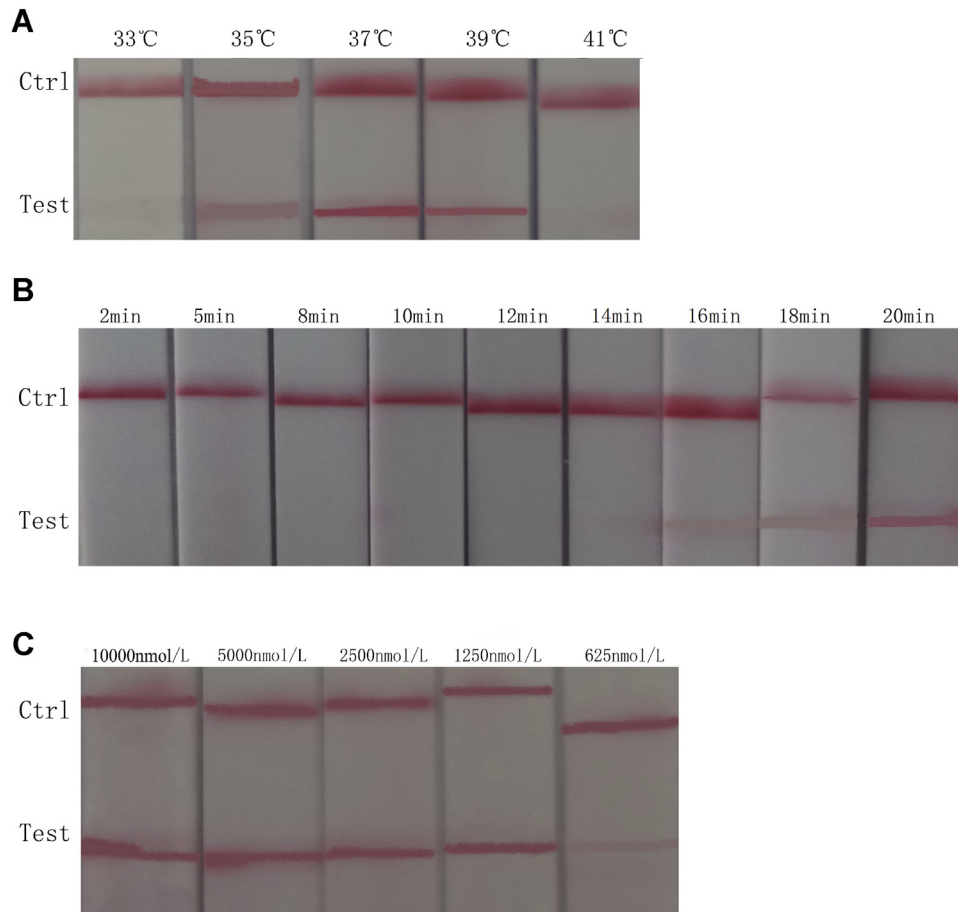 A
33℃ 35℃ 37℃ 39℃ 41℃
Ctrl
Test
B
2min 5min 8min 10min 12min 14min 16min 18min 20min
Ctrl
Test
C
10000nmol/L 5000nmol/L 2500nmol/L 1250nmol/L 625nmol/L
Ctrl
Test